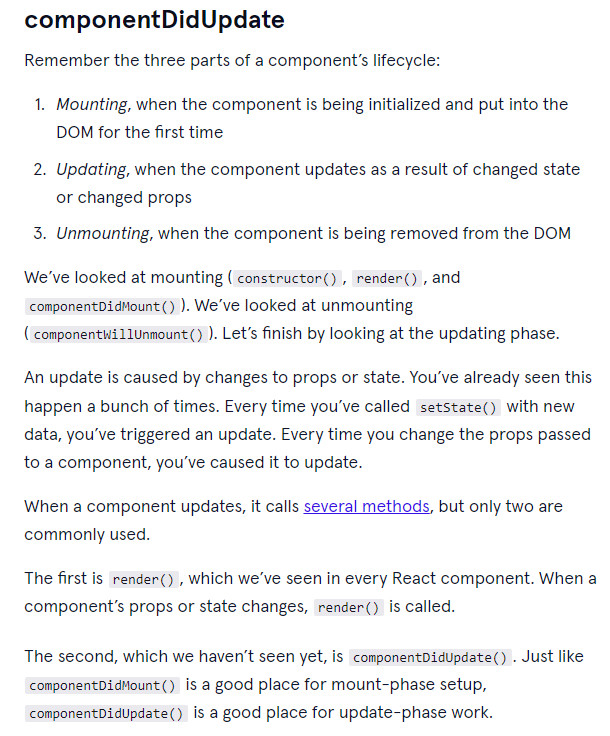 componentDidUpdate
Remember the three parts of a component’s lifecycle:
1. Mounting, when the component is being initialized and put into the
DOM for the first time
2. Updating, when the component updates as a result of changed state
or changed props
3. Unmounting, when the component is being removed from the DOM
We’ve looked at mounting ( constructor() , render() , and
componentDidMount() ). We’ve looked at unmounting
( componentWillUnmount() ). Let’s finish by looking at the updating phase.
An update is caused by changes to props or state. You’ve already seen this
happen a bunch of times. Every time you’ve called setState() with new
data, you’ve triggered an update. Every time you change the props passed
to a component, you’ve caused it to update.
When a component updates, it calls several methods, but only two are
commonly used.
The first is render() , which we’ve seen in every React component. When a
component’s props or state changes, render() is called.
The second, which we haven’t seen yet, is componentDidUpdate() . Just like
componentDidMount() is a good place for mount-phase setup,
componentDidUpdate() is a good place for update-phase work.